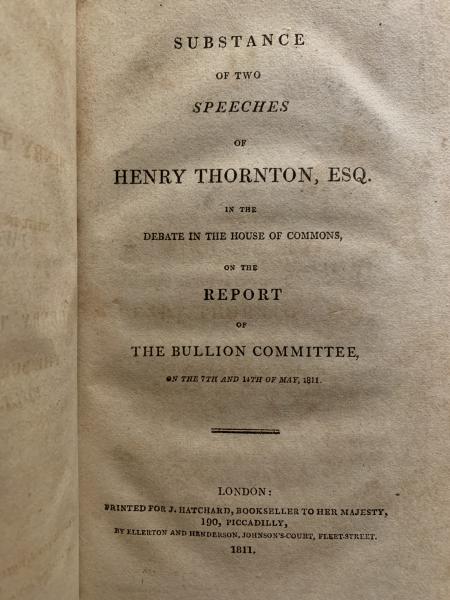 SUBSTANCE
OF TWO
SPEECHES
OF
HENRY THORNTON, ESQ.
IN THE
DEBATE IN THE HOUSE OF COMMONS,
ON THE
REPORT
OF
THE BULLION COMMITTEE,
ON THE 7TH AND 14TH OF MAY, 1811.
LONDON:
PRINTED FOR J. HATCHARD, BOOKSELLER TO HER MAJESTY,
190, PICCADILLY,
BY ELLERTON AND HENDERSON, JOHNSON'S-COURT, FLEET-STREET.
1811.